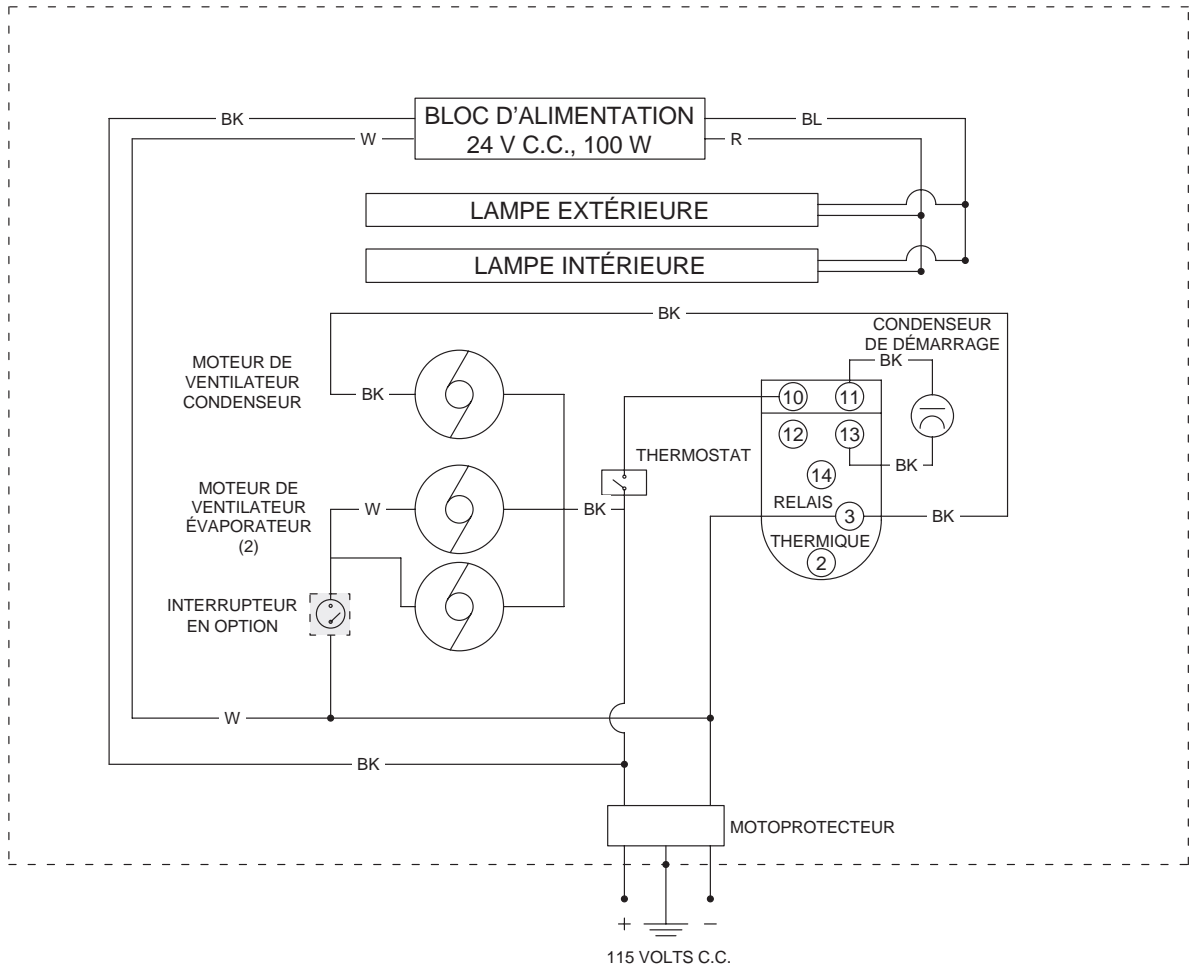 BK
BLOC D'ALIMENTATION
BL
W
24 V C.C., 100 W
R
LAMPE EXTÉRIEURE
LAMPE INTÉRIEURE
BK
CONDENSEUR
DE DÉMARRAGE
MOTEUR DE
VENTILATEUR
CONDENSEUR
BK
BK
10
11
12
13
THERMOSTAT
BK
14
MOTEUR DE
VENTILATEUR
ÉVAPORATEUR
(2)
W
BK
RELAIS
3
BK
THERMIQUE
2
INTERRUPTEUR
EN OPTION
W
BK
MOTOPROTECTEUR
+
–
115 VOLTS C.C.